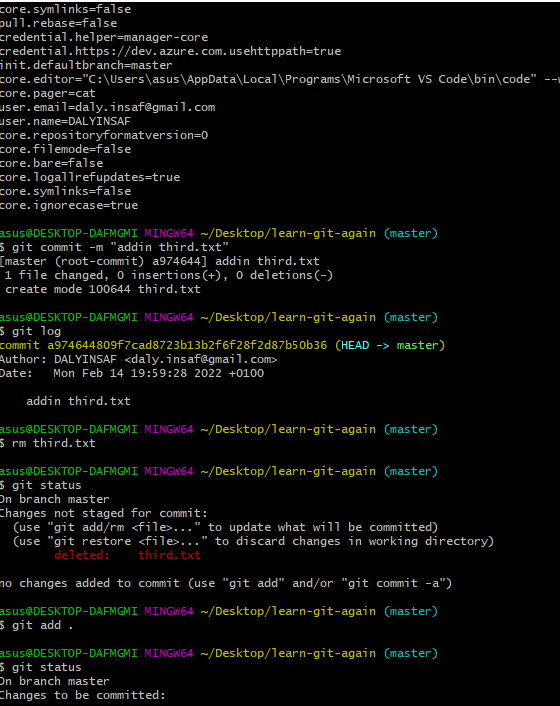 core.symlinks=false
pull.rebase=false
credential.helper=manager-core
credential.https://dev.azure.com.usehttppath=true
init.defaultbranch=master
core.editor="C:\Users\asus\AppData\Local\Programs\Microsoft VS Code\bin\code" --w
core.pager=cat
user.email=daly.insaf@gmail.com
user.name=DALYINSAF
core.repositoryformatversion=0
core.filemode=false
core.bare=false
core.logallrefupdates=true
core.symlinks=false
core.ignorecase=true

asus@DESKTOP-DAFMGMI MINGW64 ~/Desktop/learn-git-again (master)
$ git commit -m "addin third.txt"
[master (root-commit) a974644] addin third.txt
 1 file changed, 0 insertions(+), 0 deletions(-)
 create mode 100644 third.txt

asus@DESKTOP-DAFMGMI MINGW64 ~/Desktop/learn-git-again (master)
$ git log
commit a974644809f7cad8723b13b2f6f28f2d87b50b36 (HEAD -> master)
Author: DALYINSAF <daly.insaf@gmail.com>
Date:   Mon Feb 14 19:59:28 2022 +0100

    addin third.txt

asus@DESKTOP-DAFMGMI MINGW64 ~/Desktop/learn-git-again (master)
$ rm third.txt

asus@DESKTOP-DAFMGMI MINGW64 ~/Desktop/learn-git-again (master)
$ git status
On branch master
Changes not staged for commit:
  (use "git add/rm <file>..." to update what will be committed)
  (use "git restore <file>..." to discard changes in working directory)
        deleted:    third.txt

no changes added to commit (use "git add" and/or "git commit -a")

asus@DESKTOP-DAFMGMI MINGW64 ~/Desktop/learn-git-again (master)
$ git add .

asus@DESKTOP-DAFMGMI MINGW64 ~/Desktop/learn-git-again (master)
$ git status
On branch master
Changes to be committed: